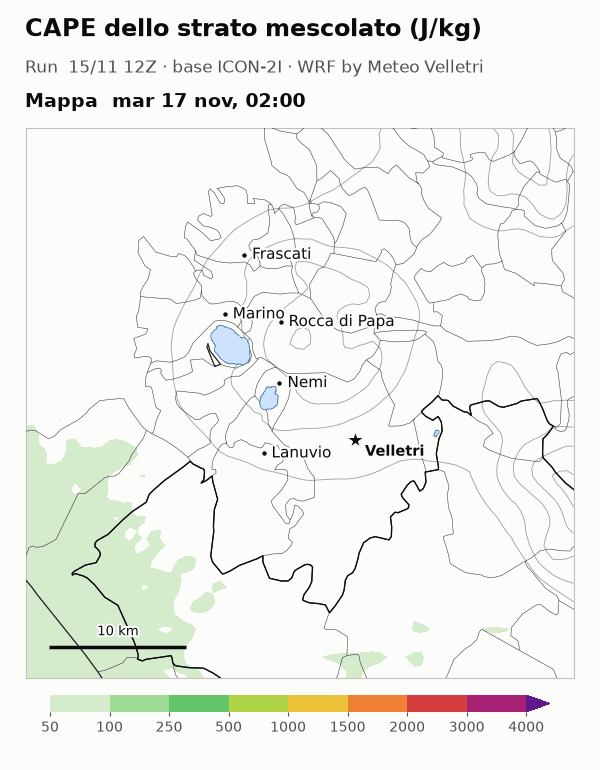 CAPE dello strato mescolato (J/kg)
Run  15/11 12Z · base ICON-2I · WRF by Meteo Velletri
Mappa  mar 17 nov, 02:00
Frascati
Marino
Rocca di Papa
Nemi
Velletri
Lanuvio
10 km
50 100 250 500 1000 1500 2000 3000 4000